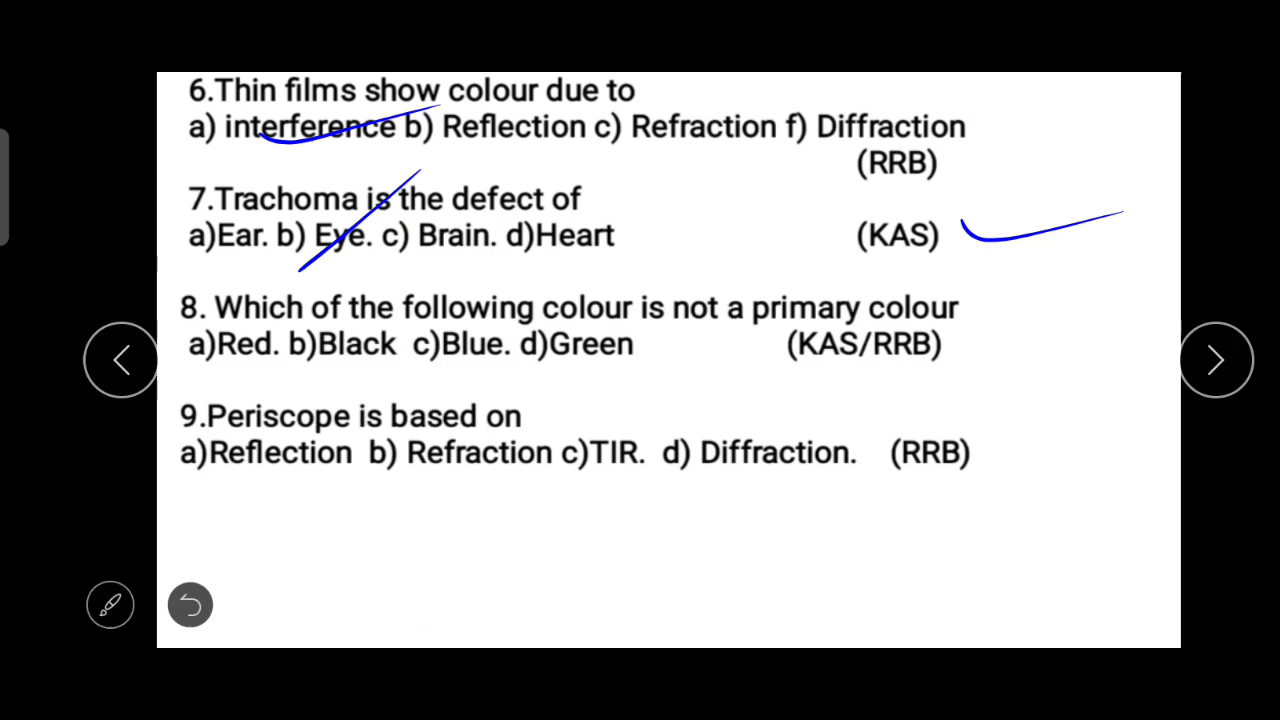 6.Thin films show colour due to
a) interference b) Reflection c) Refraction f) Diffraction
(RRB)
7.Trachoma is the defect of
a)Ear. b) Eye. c) Brain. d)Heart (KAS)
8. Which of the following colour is not a primary colour
a)Red. b)Black c)Blue. d)Green (KAS/RRB)
9.Periscope is based on
a)Reflection b) Refraction c)TIR. d) Diffraction. (RRB)